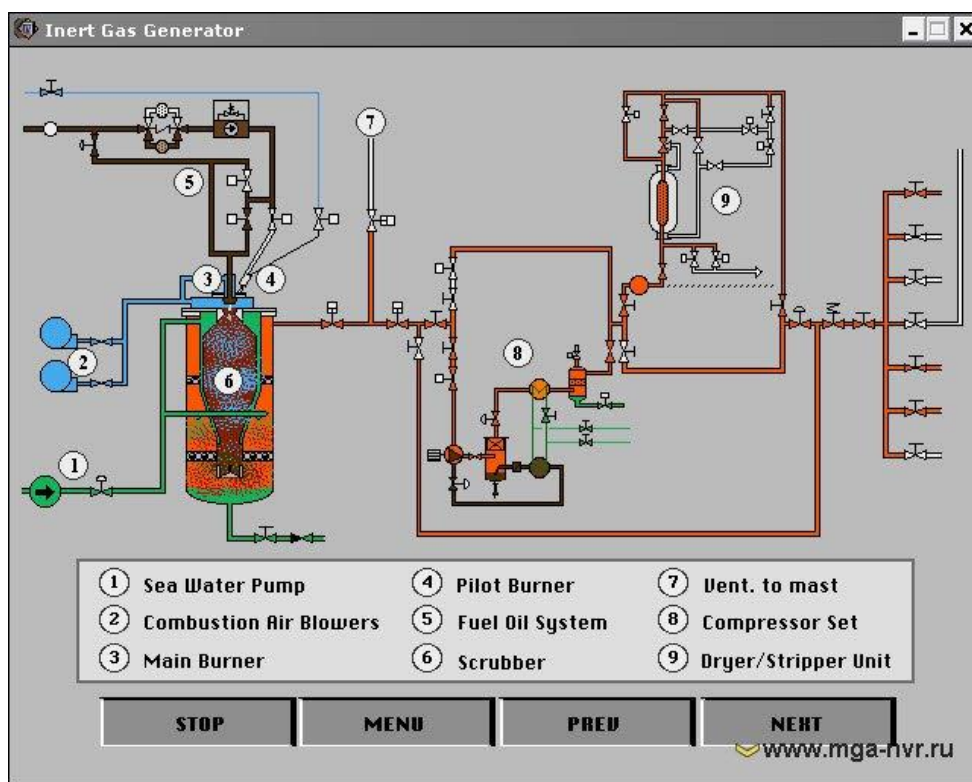 Inert Gas Generator
7
5
9
3
4
2
8
6
1
1 Sea Water Pump
4 Pilot Burner
7 Vent. to mast
2 Combustion Air Blowers
5 Fuel Oil System
8 Compressor Set
3 Main Burner
6 Scrubber
9 Dryer/Stripper Unit
STOP MENU PREV NEXT
www.mga-nvr.ru